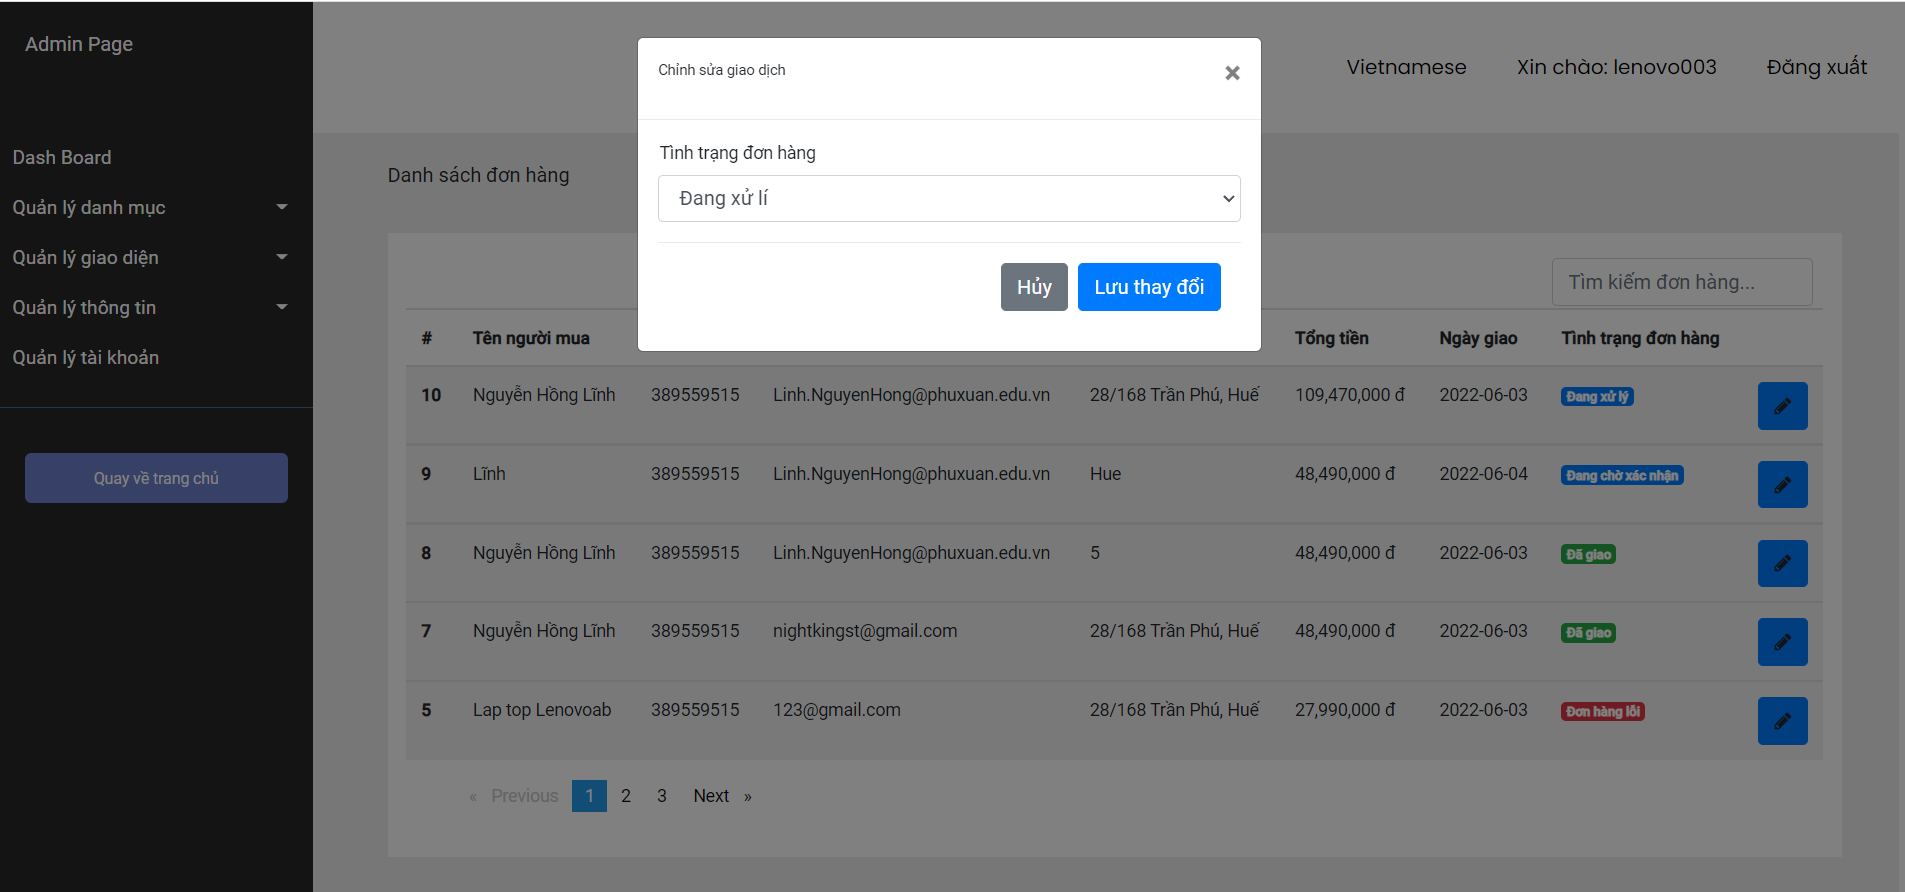 Admin Page
Dash Board
Quản lý danh mục
Quản lý giao diện
Quản lý thông tin
Quản lý tài khoản
Quay về trang chủ
Vietnamese Xin chào: lenovo003 Đăng xuất
Chỉnh sửa giao dịch ×
Tình trạng đơn hàng
Đang xử lí
Hủy Lưu thay đổi
Danh sách đơn hàng
Tìm kiếm đơn hàng...
# Tên người mua Tổng tiền Ngày giao Tình trạng đơn hàng
10 Nguyễn Hồng Lĩnh 389559515 Linh.NguyenHong@phuxuan.edu.vn 28/168 Trần Phú, Huế 109,470,000 đ 2022-06-03 Đang xử lý
9 Lĩnh 389559515 Linh.NguyenHong@phuxuan.edu.vn Hue 48,490,000 đ 2022-06-04 Đang chờ xác nhận
8 Nguyễn Hồng Lĩnh 389559515 Linh.NguyenHong@phuxuan.edu.vn 5 48,490,000 đ 2022-06-03 Đã giao
7 Nguyễn Hồng Lĩnh 389559515 nightkingst@gmail.com 28/168 Trần Phú, Huế 48,490,000 đ 2022-06-03 Đã giao
5 Lap top Lenovoab 389559515 123@gmail.com 28/168 Trần Phú, Huế 27,990,000 đ 2022-06-03 Đơn hàng lỗi
« Previous 1 2 3 Next »